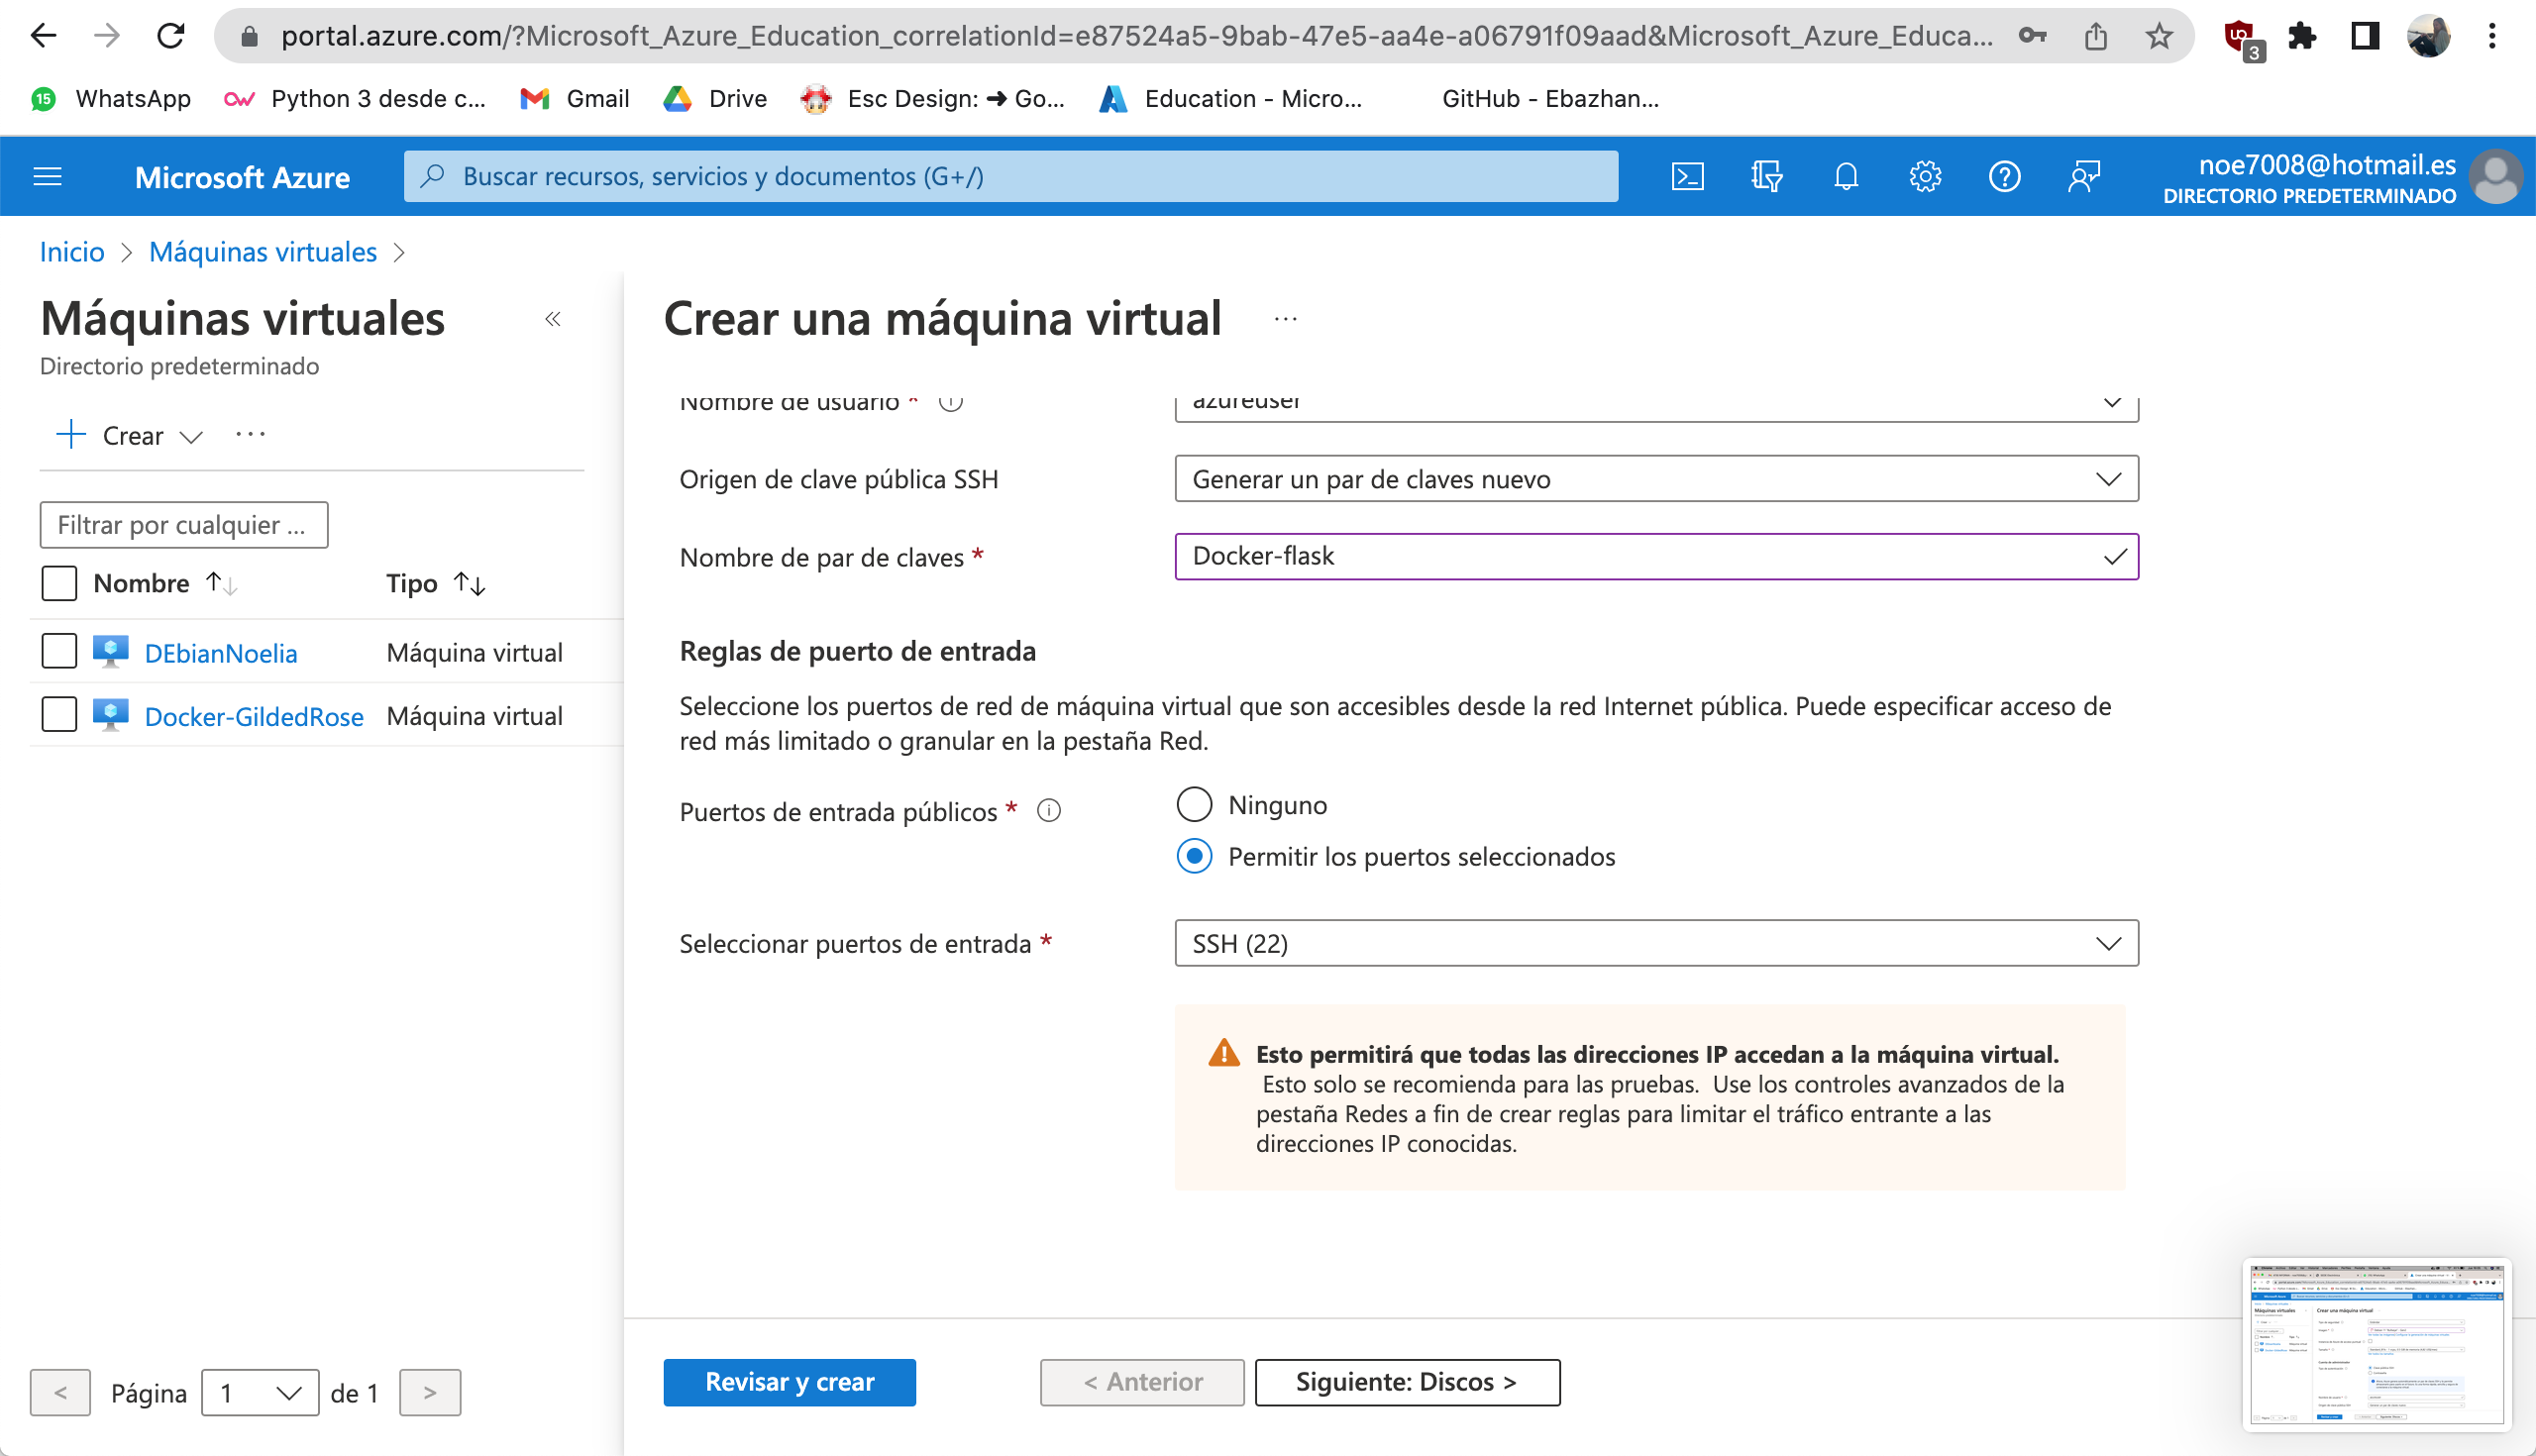 portal.azure.com/?Microsoft_Azure_Education_correlationId=e87524a5-9bab-47e5-aa4e-a06791f09aad&Microsoft_Azure_Educa...
3
15 WhatsApp Python 3 desde c... Gmail Drive Esc Design: ➔ Go... Education - Micro... GitHub - Ebazhan...
Microsoft Azure
Buscar recursos, servicios y documentos (G+/)
noe7008@hotmail.es
DIRECTORIO PREDETERMINADO
Inicio > Máquinas virtuales >
Máquinas virtuales «
Directorio predeterminado
+ Crear ...
Filtrar por cualquier ...
Nombre ↑↓ Tipo ↑↓
DEbianNoelia Máquina virtual
Docker-GildedRose Máquina virtual
< Página 1 de 1 >
Crear una máquina virtual ...
Nombre de usuario * azureuser
Origen de clave pública SSH Generar un par de claves nuevo
Nombre de par de claves * Docker-flask
Reglas de puerto de entrada
Seleccione los puertos de red de máquina virtual que son accesibles desde la red Internet pública. Puede especificar acceso de
red más limitado o granular en la pestaña Red.
Puertos de entrada públicos * Ninguno
Permitir los puertos seleccionados
Seleccionar puertos de entrada * SSH (22)
Esto permitirá que todas las direcciones IP accedan a la máquina virtual.
Esto solo se recomienda para las pruebas. Use los controles avanzados de la
pestaña Redes a fin de crear reglas para limitar el tráfico entrante a las
direcciones IP conocidas.
Revisar y crear < Anterior Siguiente: Discos >